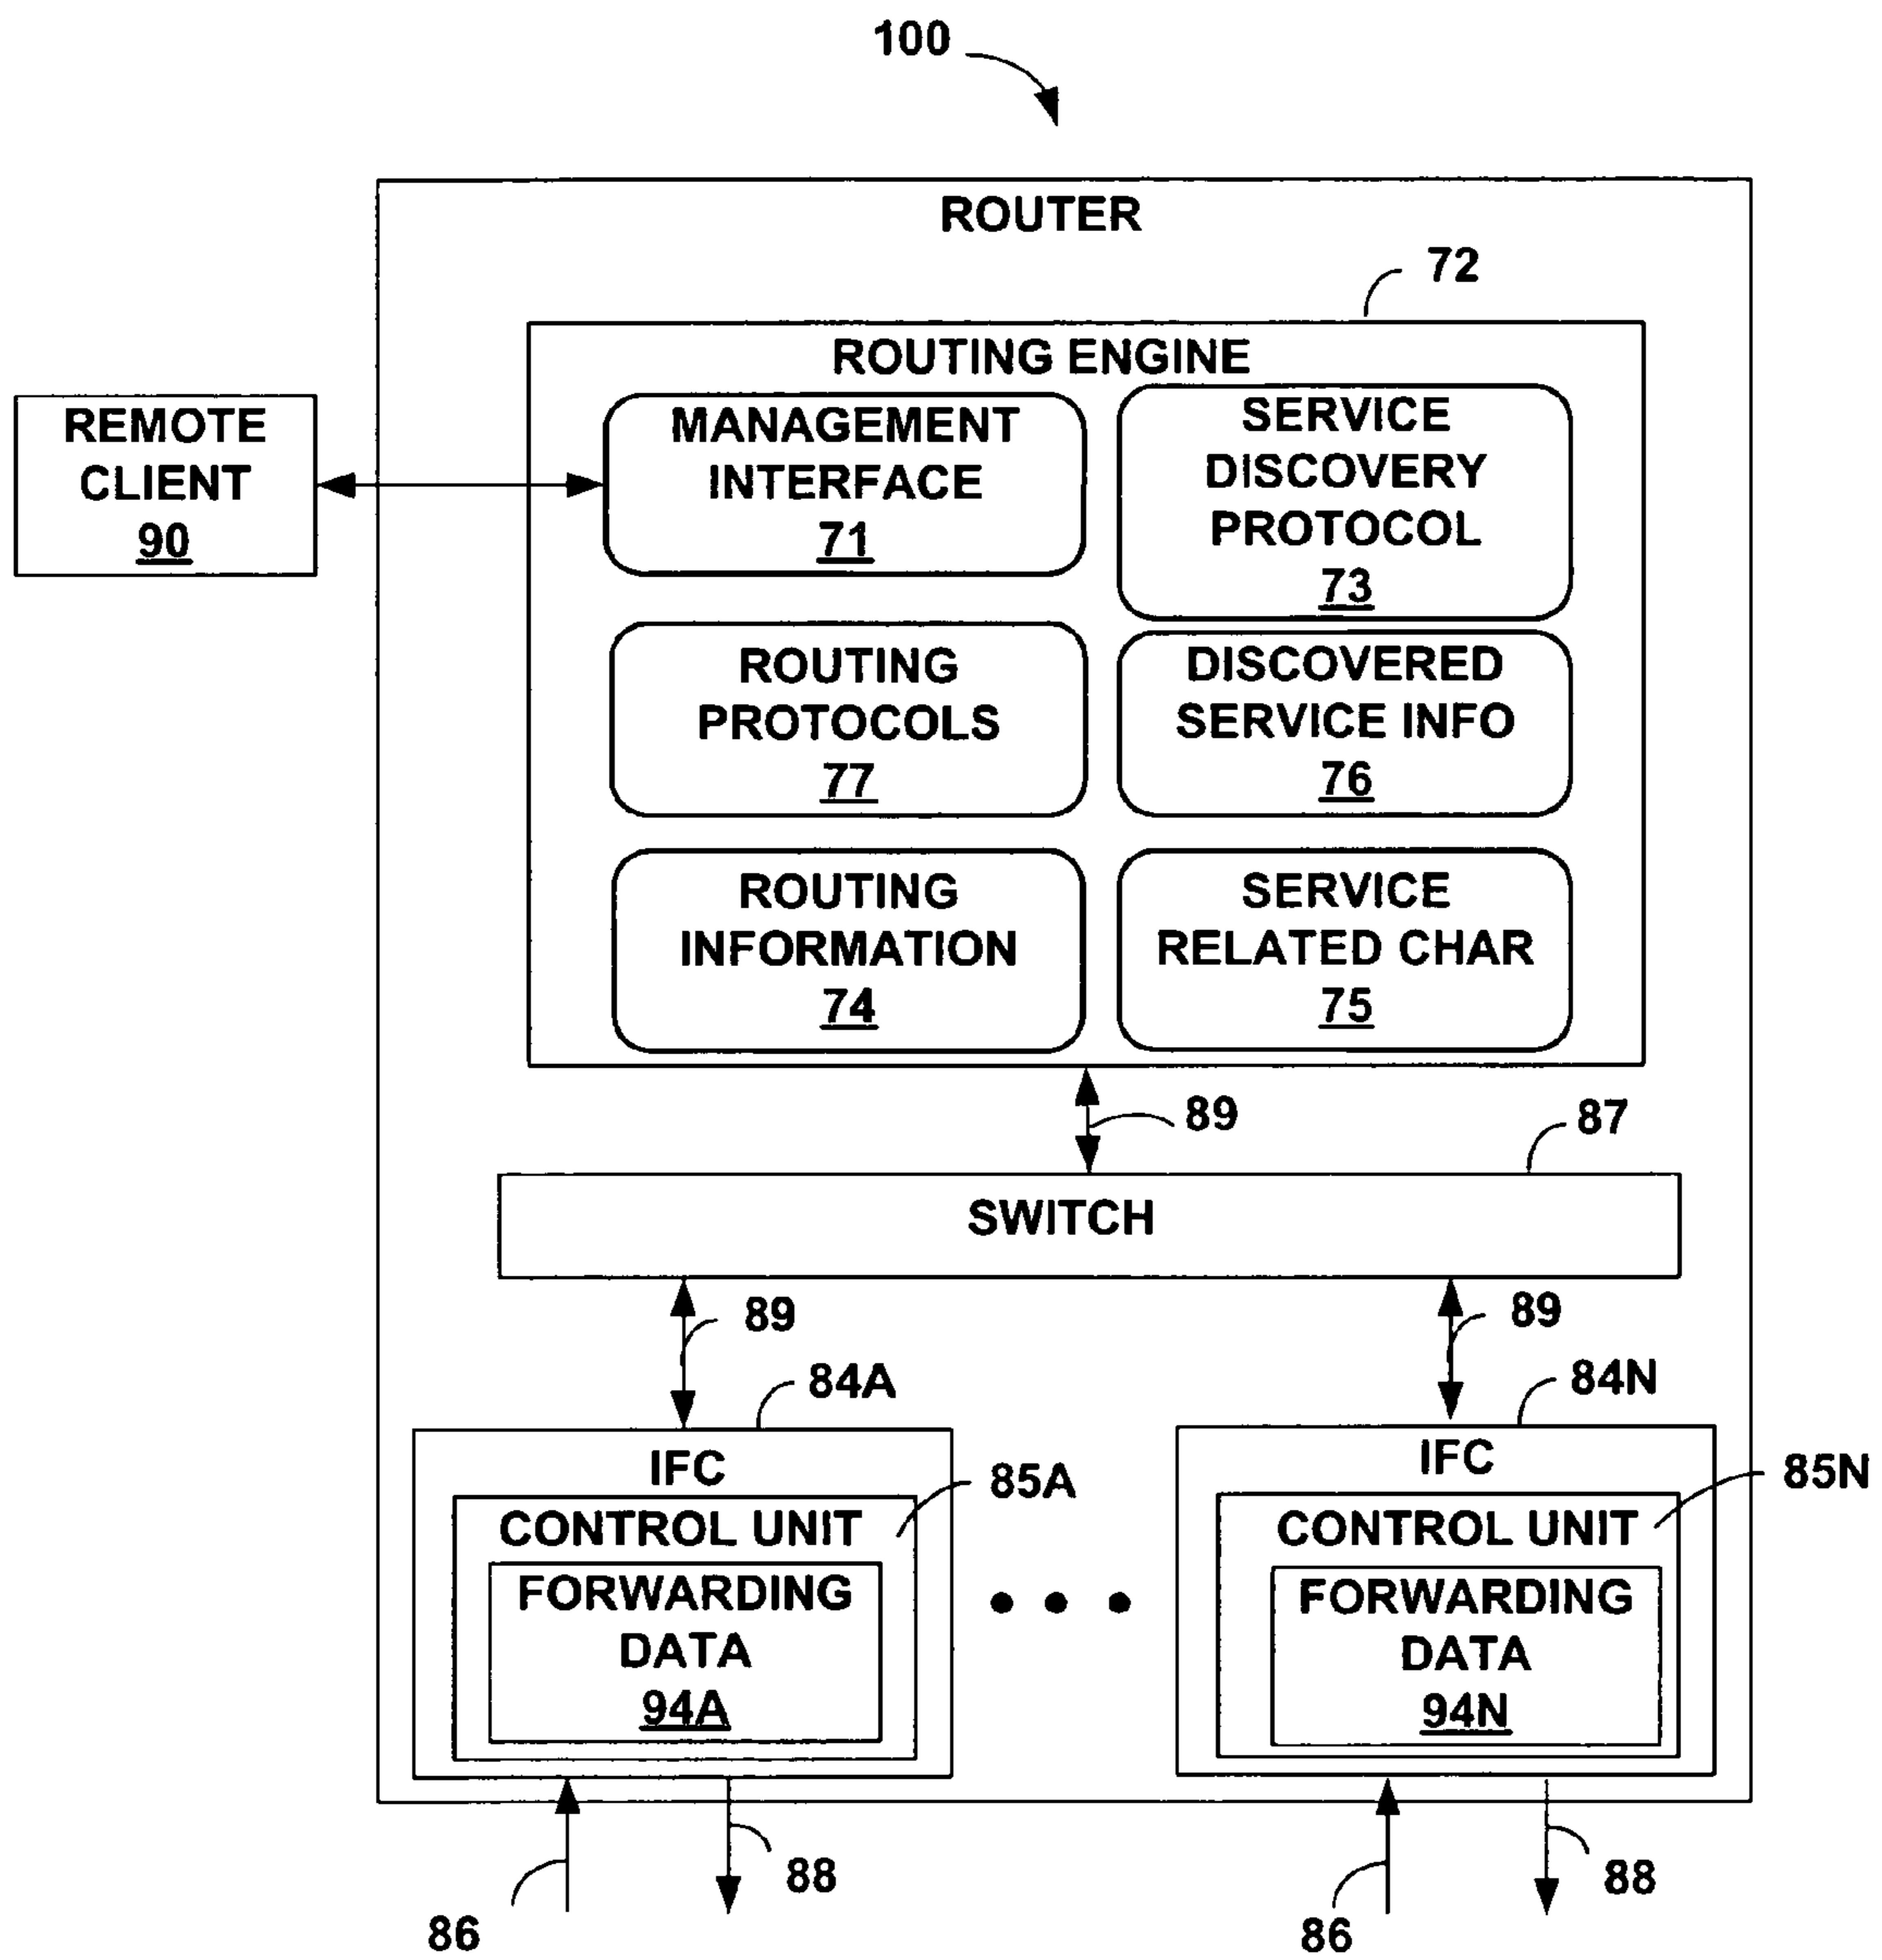 100
ROUTER
72
ROUTING ENGINE
REMOTE
CLIENT
90
MANAGEMENT
INTERFACE
71
SERVICE
DISCOVERY
PROTOCOL
73
ROUTING
PROTOCOLS
77
DISCOVERED
SERVICE INFO
76
ROUTING
INFORMATION
74
SERVICE
RELATED CHAR
75
89
87
SWITCH
89
89
84A
84N
IFC
85A
CONTROL UNIT
FORWARDING
DATA
94A
IFC
85N
CONTROL UNIT
FORWARDING
DATA
94N
86
88
86
88